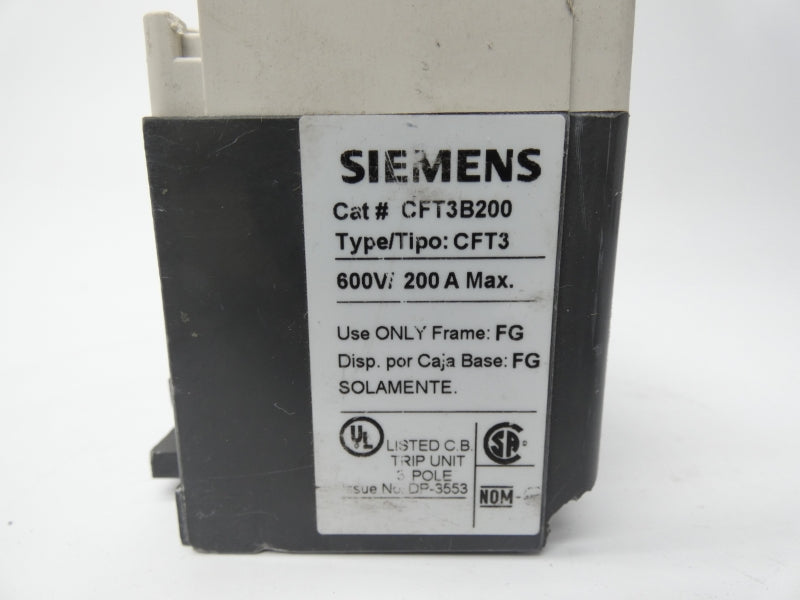 SIEMENS
Cat # CFT3B200
Type/Tipo: CFT3
600V/ 200 A Max.
Use ONLY Frame: FG
Disp. por Caja Base: FG
SOLAMENTE.
UL
LISTED C.B.
TRIP UNIT
3 POLE
Issue No. DP-3553
SA
NOM